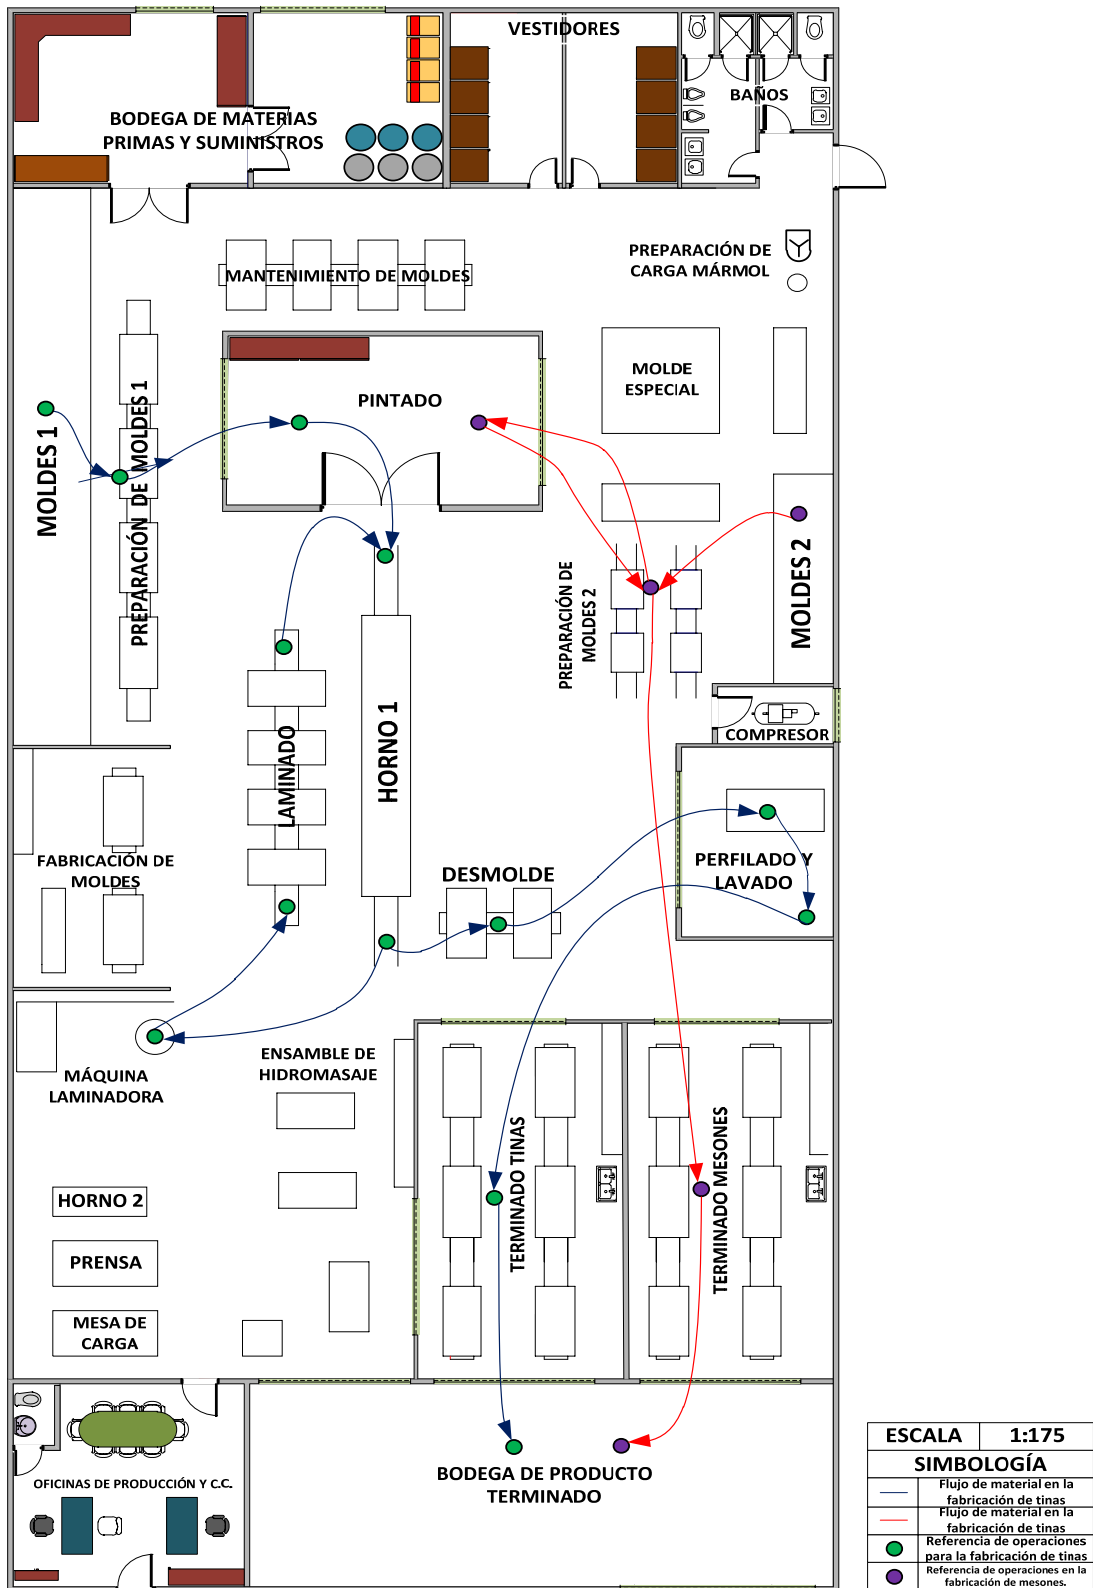 VESTIDORES
BAÑOS
BODEGA DE MATERIAS
PRIMAS Y SUMINISTROS
PREPARACIÓN DE
CARGA MÁRMOL
MANTENIMIENTO DE MOLDES
MOLDE
ESPECIAL
PINTADO
MOLDES 1
PREPARACIÓN DE MOLDES 1
PREPARACIÓN DE
MOLDES 2
MOLDES 2
COMPRESOR
HORNO 1
LAMINADO
FABRICACIÓN DE
MOLDES
DESMOLDE
PERFILADO Y
LAVADO
MÁQUINA
LAMINADORA
ENSAMBLE DE
HIDROMASAJE
TERMINADO TINAS
TERMINADO MESONES
HORNO 2
PRENSA
MESA DE
CARGA
OFICINAS DE PRODUCCIÓN Y C.C.
BODEGA DE PRODUCTO
TERMINADO
ESCALA 1:175
SIMBOLOGÍA
Flujo de material en la
fabricación de tinas
Flujo de material en la
fabricación de tinas
Referencia de operaciones
para la fabricación de tinas
Referencia de operaciones en la
fabricación de mesones.